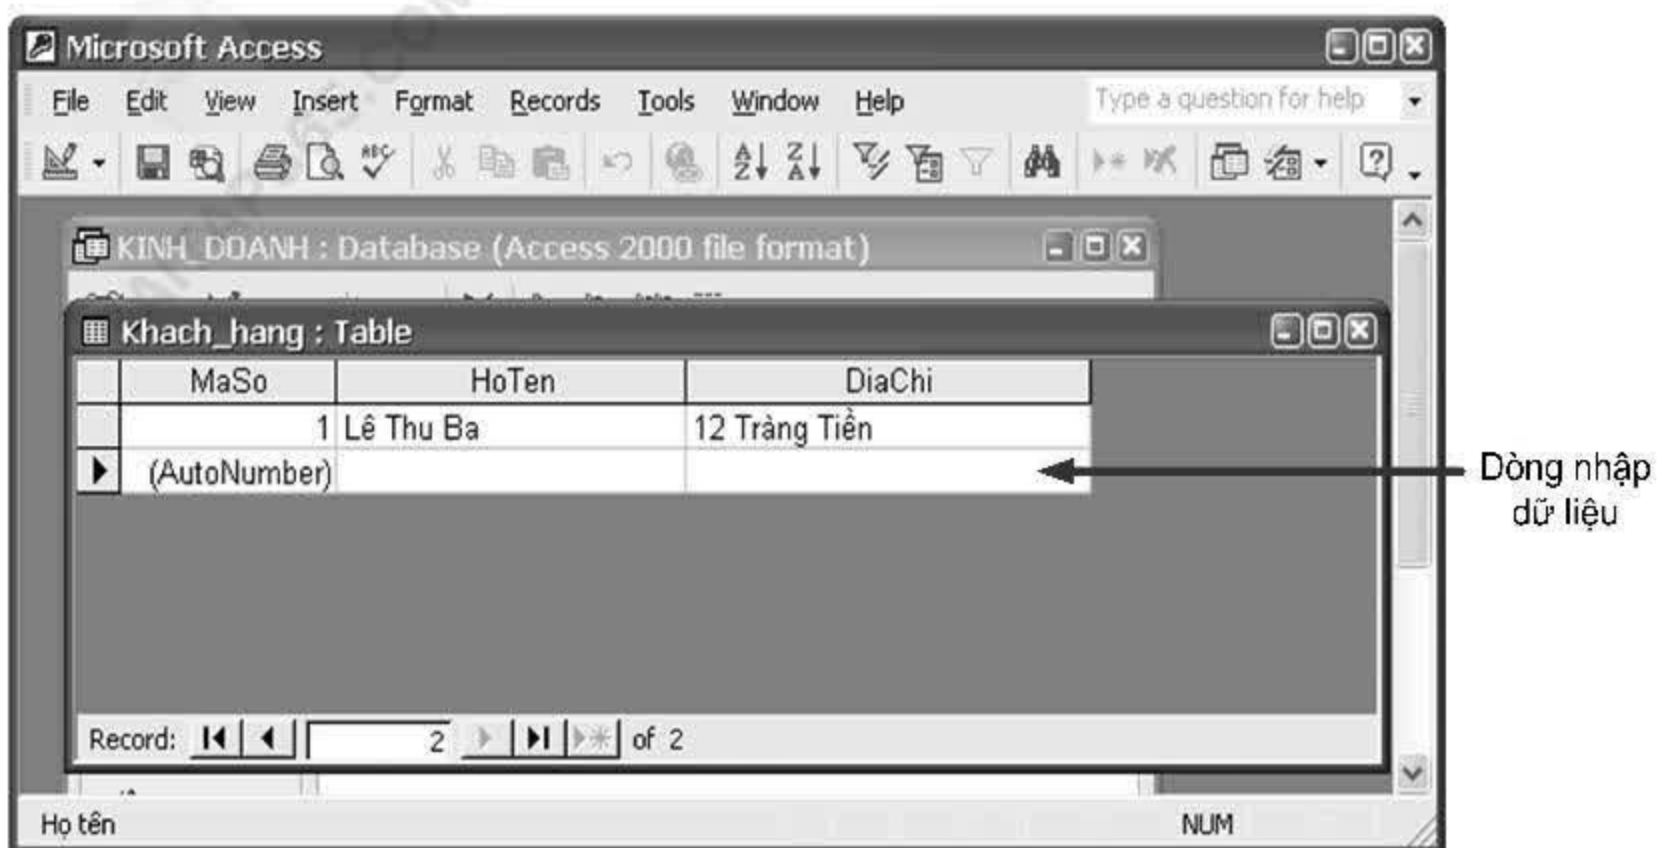 Microsoft Access
File Edit View Insert Format Records Tools Window Help Type a question for help
KINH_DOANH : Database (Access 2000 file format)
Khach_hang : Table
MaSo HoTen DiaChi
1 Lê Thu Ba 12 Tràng Tiền
(AutoNumber)
Dòng nhập
dữ liệu
Record: 2 of 2
Họ tên NUM